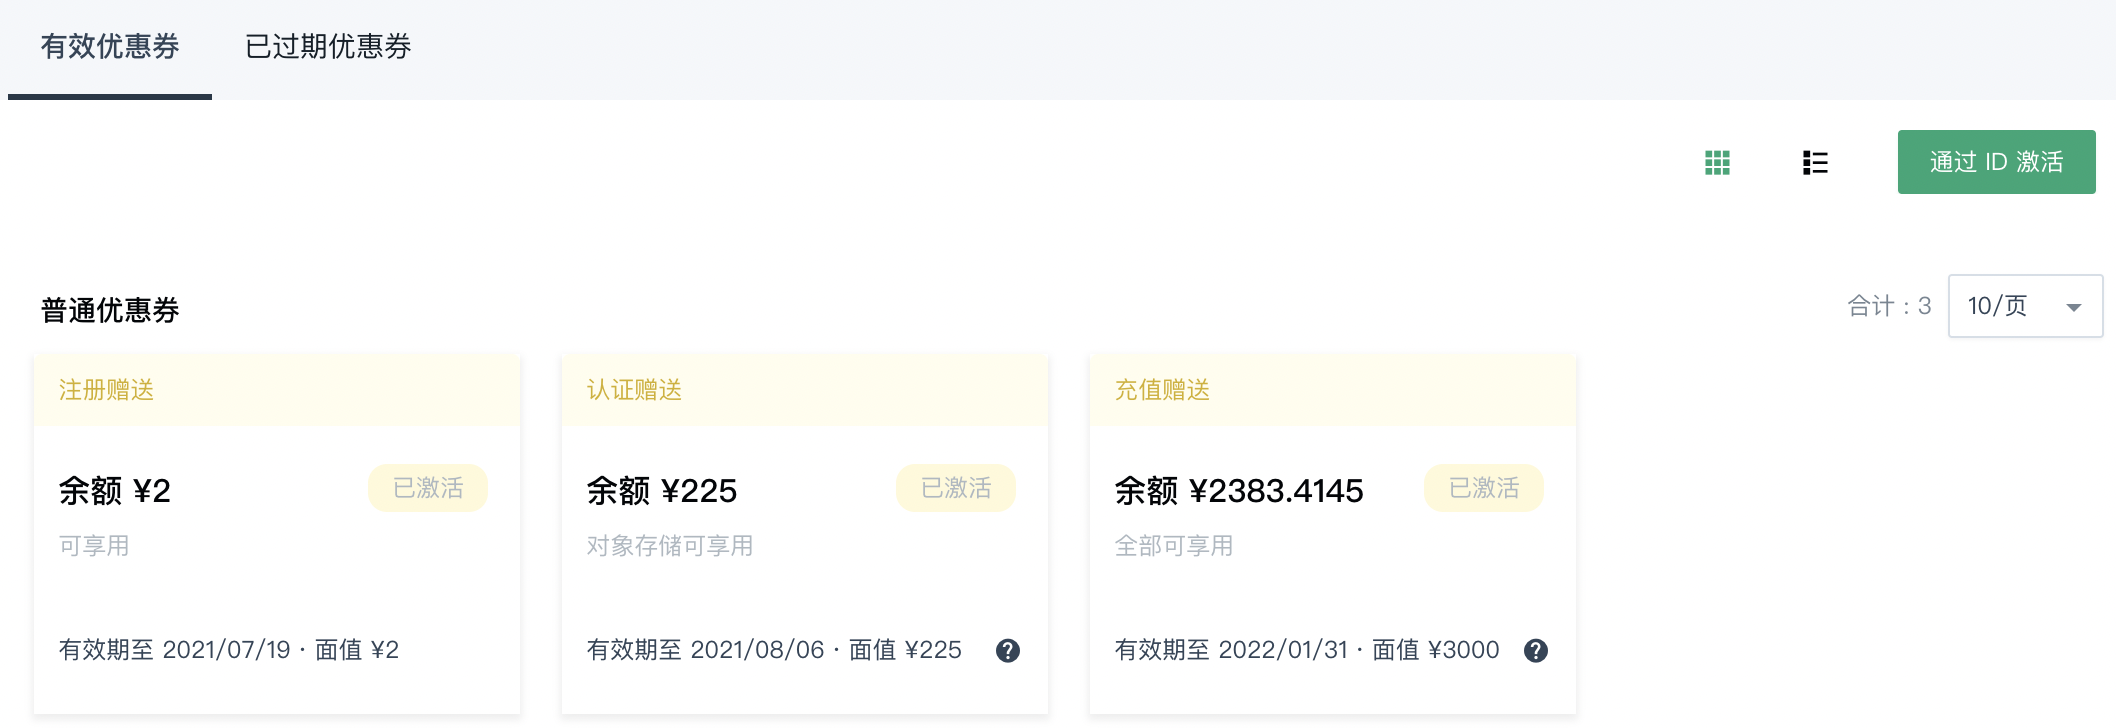 有效优惠券 已过期优惠券
通过 ID 激活
普通优惠券
合计：3 10/页
注册赠送
余额 ¥2 已激活
可享用
有效期至 2021/07/19 · 面值 ¥2
认证赠送
余额 ¥225 已激活
对象存储可享用
有效期至 2021/08/06 · 面值 ¥225
充值赠送
余额 ¥2383.4145 已激活
全部可享用
有效期至 2022/01/31 · 面值 ¥3000